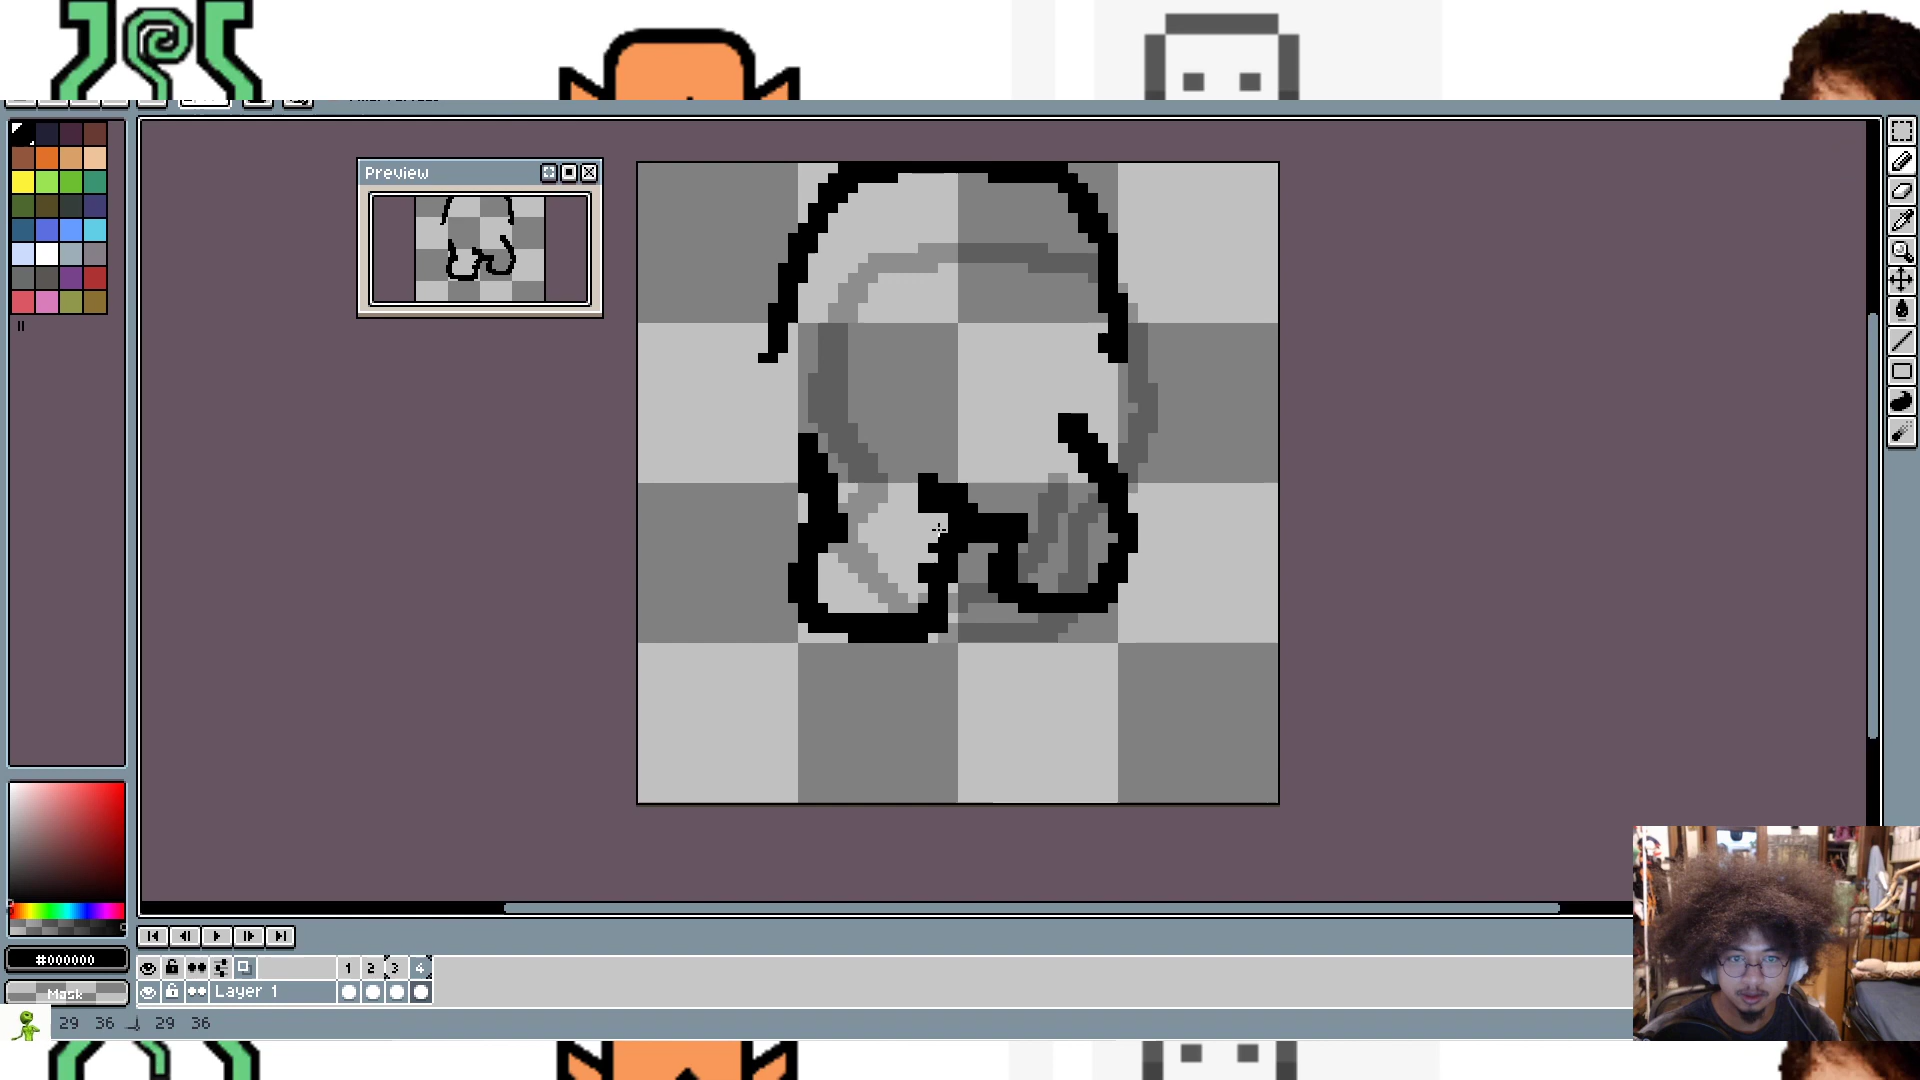 Preview
#000000
Mask
1 2 3 4
Layer 1
29 36 29 36